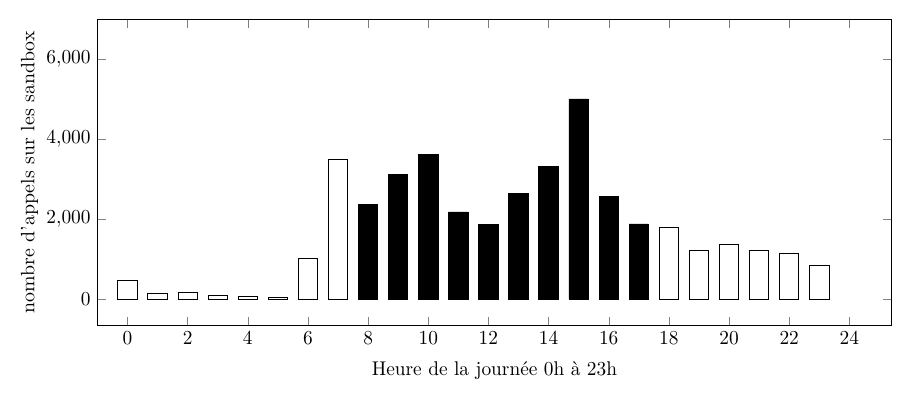 nombre d'appels sur les sandbox
6,000
4,000
2,000
0
0 2 4 6 8 10 12 14 16 18 20 22 24
Heure de la journée 0h à 23h